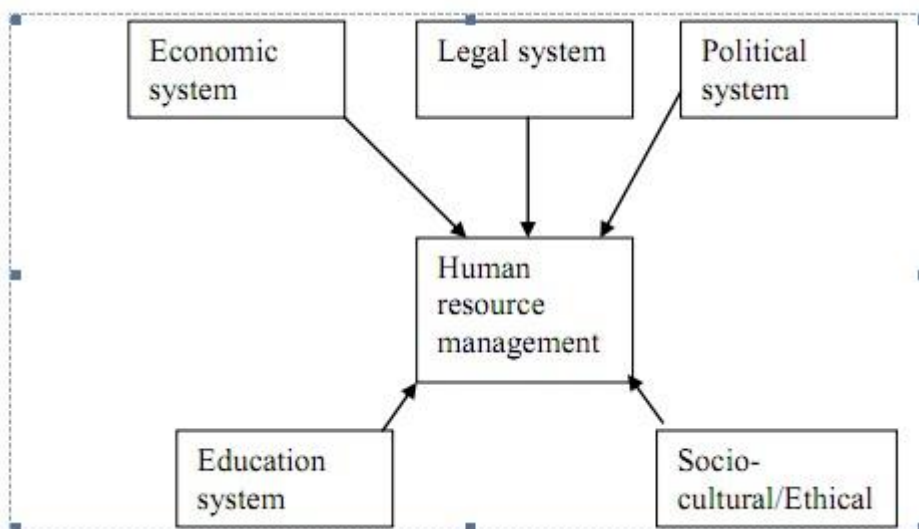 Economic
system
Legal system
Political
system
Human
resource
management
Education
system
Socio-
cultural/Ethical